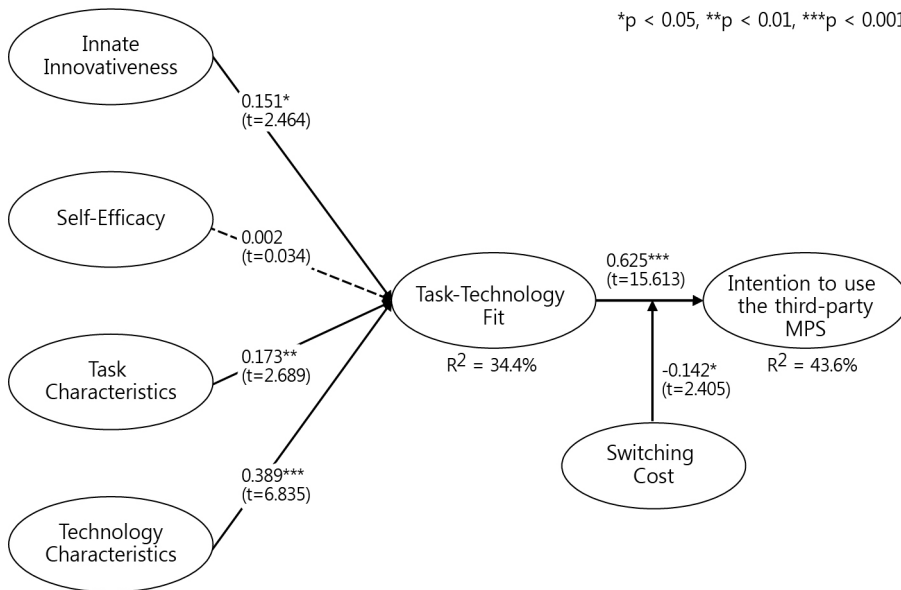 *p < 0.05, **p < 0.01, ***p < 0.001
Innate
Innovativeness
0.151*
(t=2.464)
Self-Efficacy
0.002
(t=0.034)
Task-Technology
Fit
R² = 34.4%
0.625***
(t=15.613)
Intention to use
the third-party
MPS
R² = 43.6%
Task
Characteristics
0.173**
(t=2.689)
-0.142*
(t=2.405)
Switching
Cost
0.389***
(t=6.835)
Technology
Characteristics